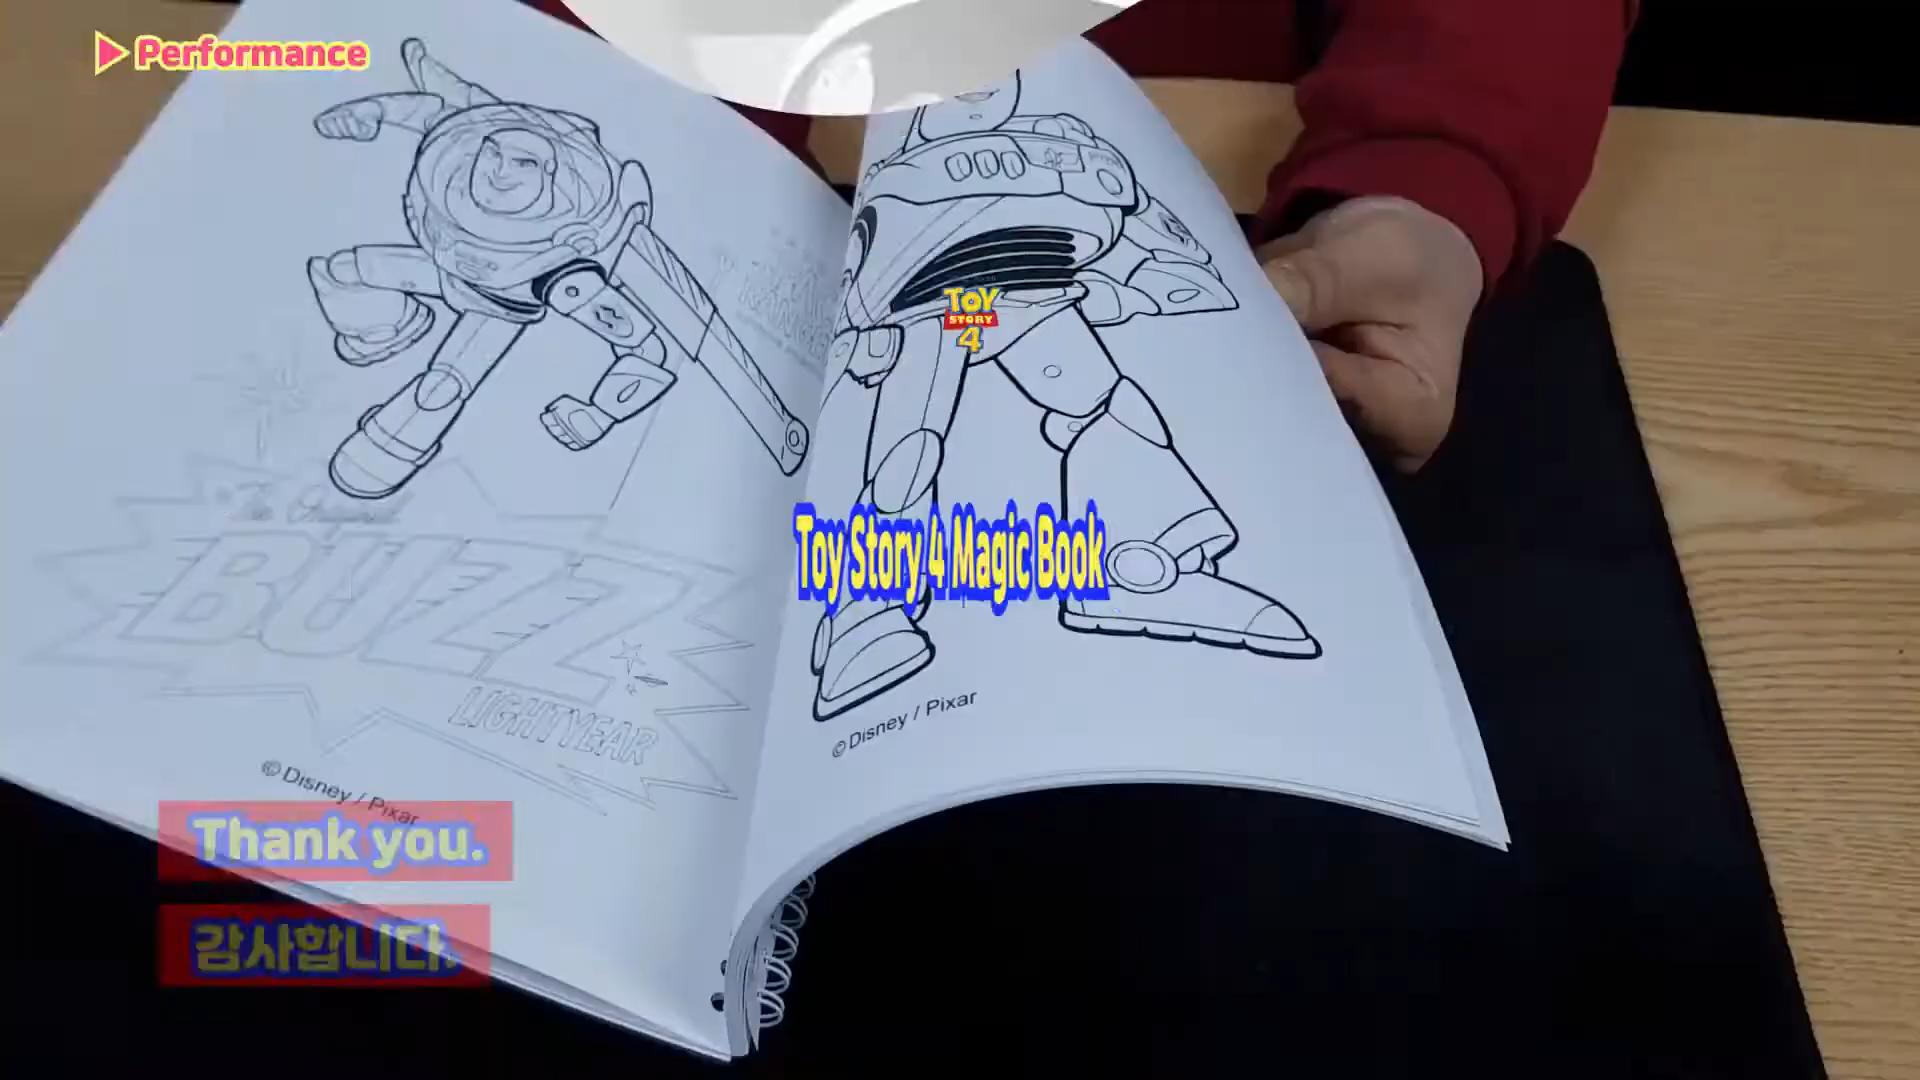 Performance
TOY
STORY
4
Toy Story 4 Magic Book
The Original
BUZZ
LIGHTYEAR
© Disney / Pixar
© Disney / Pixar
Thank you.
감사합니다.